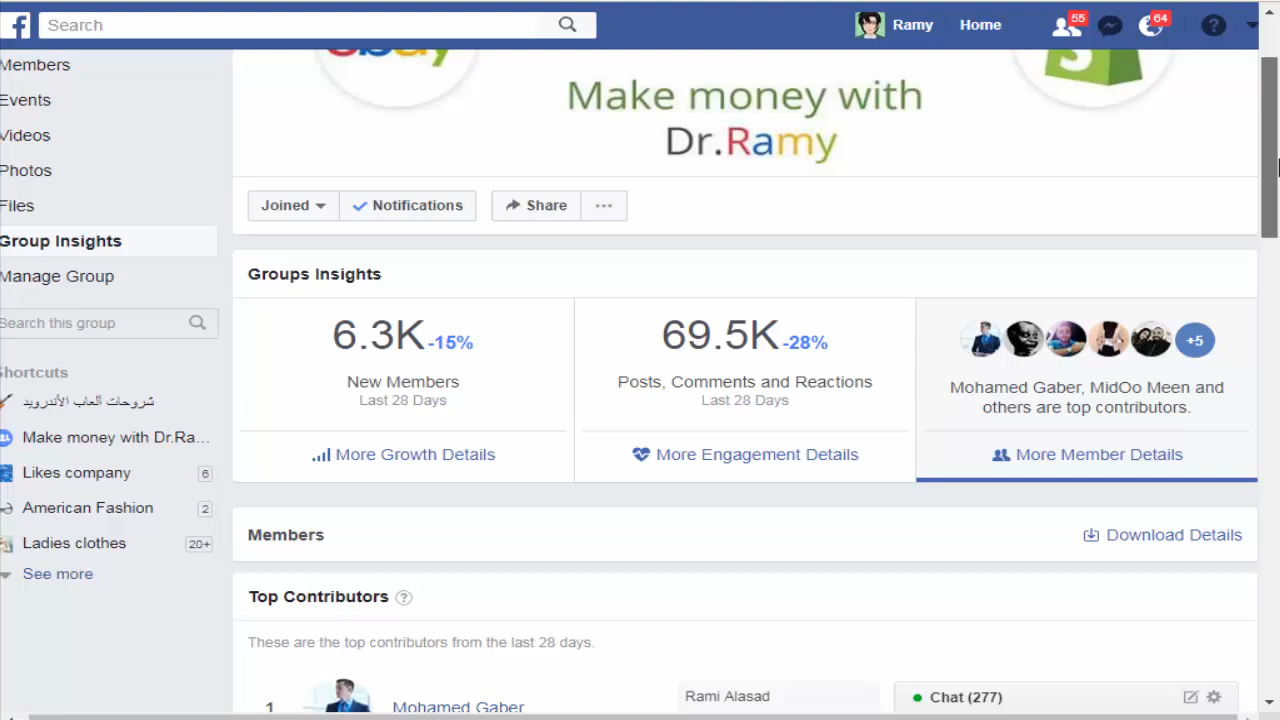 Search
Ramy
Home
55
64
ebay
S
Make money with
Dr.Ramy
Members
Events
Videos
Photos
Files
Group Insights
Manage Group
Search this group
Shortcuts
شروحات ألعاب الأندرويد
Make money with Dr.Ra...
Likes company
6
American Fashion
2
Ladies clothes
20+
See more
Joined
Notifications
Share
Groups Insights
6.3K -15%
New Members
Last 28 Days
More Growth Details
69.5K -28%
Posts, Comments and Reactions
Last 28 Days
More Engagement Details
+5
Mohamed Gaber, MidOo Meen and
others are top contributors.
More Member Details
Members
Download Details
Top Contributors ?
These are the top contributors from the last 28 days.
1
Mohamed Gaber
Rami Alasad
Chat (277)